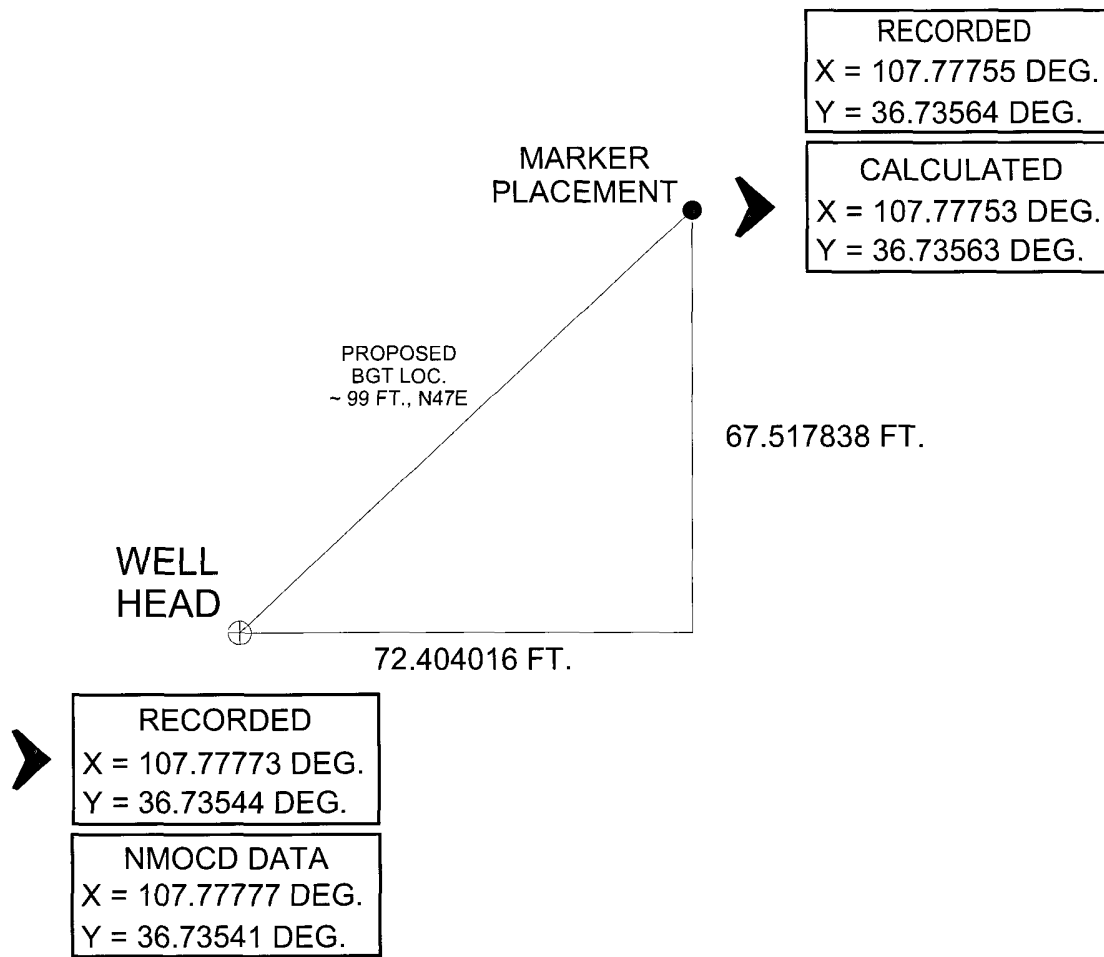 RECORDED
X = 107.77755 DEG.
Y = 36.73564 DEG.
MARKER
PLACEMENT
CALCULATED
X = 107.77753 DEG.
Y = 36.73563 DEG.
PROPOSED
BGT LOC.
~ 99 FT., N47E
67.517838 FT.
WELL
HEAD
72.404016 FT.
RECORDED
X = 107.77773 DEG.
Y = 36.73544 DEG.
NMOCD DATA
X = 107.77777 DEG.
Y = 36.73541 DEG.